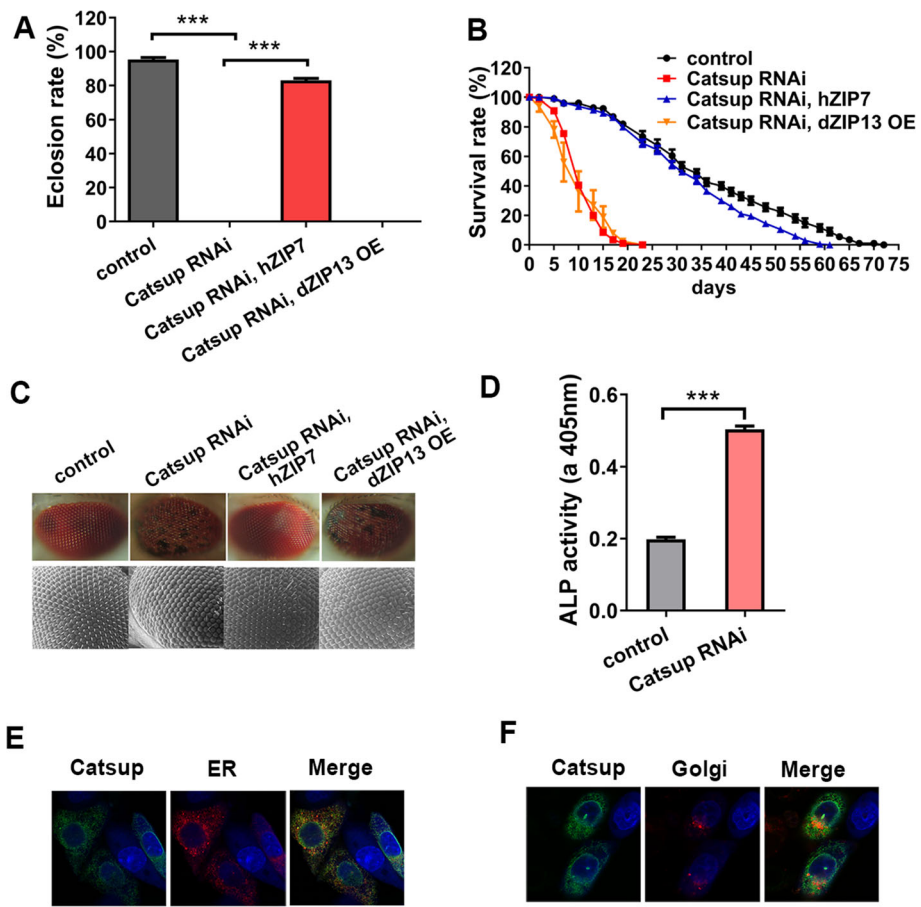 A
Eclosion rate (%)
120
100
80
60
40
20
0
***
***
control
Catsup RNAi
Catsup RNAi, hZIP7
Catsup RNAi, dZIP13 OE
B
control
Catsup RNAi
Catsup RNAi, hZIP7
Catsup RNAi, dZIP13 OE
Survival rate (%)
120
100
80
60
40
20
0
0 5 10 15 20 25 30 35 40 45 50 55 60 65 70 75
days
C
control
Catsup RNAi
Catsup RNAi,
hZIP7
Catsup RNAi,
dZIP13 OE
D
ALP activity (a 405nm)
0.6
0.4
0.2
0.0
***
control
Catsup RNAi
E
Catsup ER Merge
F
Catsup Golgi Merge